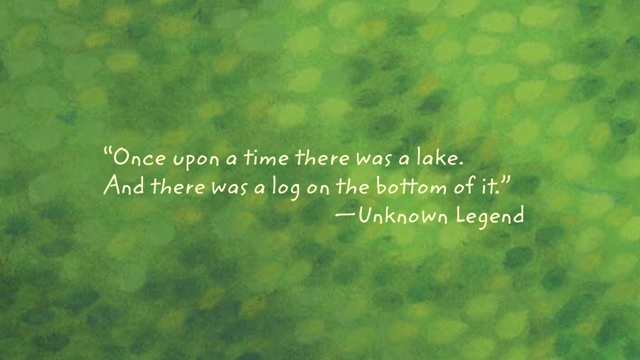 “Once upon a time there was a lake.
And there was a log on the bottom of it.”
—Unknown Legend